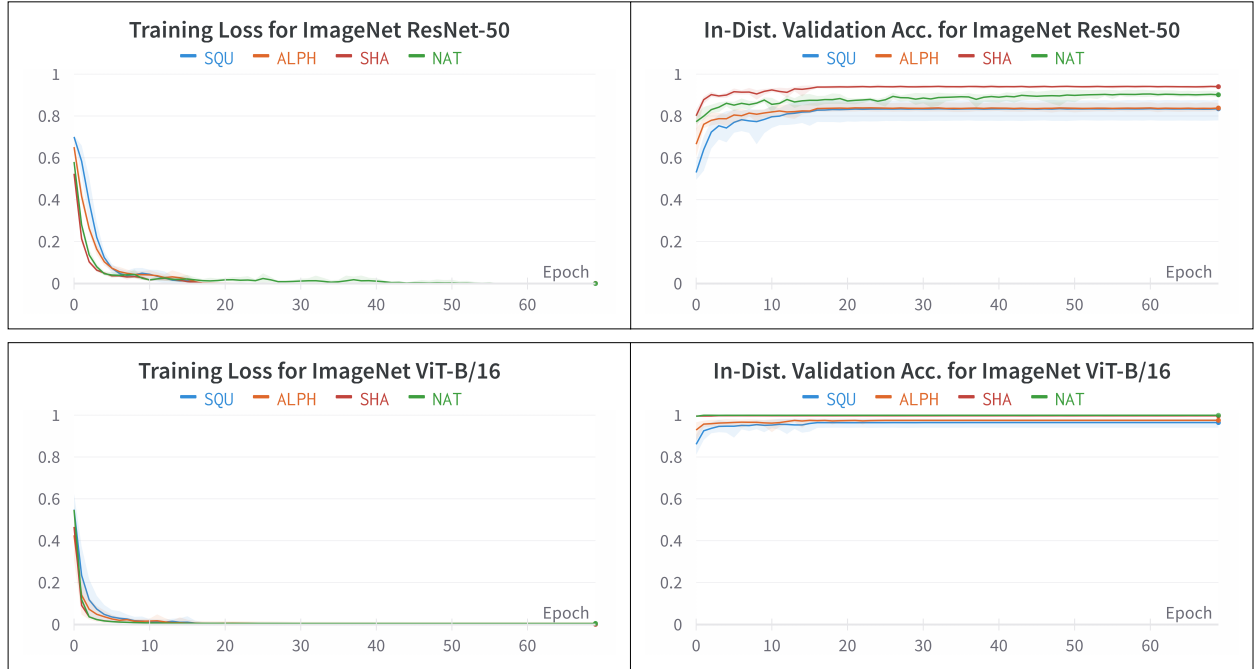 Training Loss for ImageNet ResNet-50
SQU ALPH SHA NAT
1
0.8
0.6
0.4
0.2
0
Epoch
0 10 20 30 40 50 60
In-Dist. Validation Acc. for ImageNet ResNet-50
SQU ALPH SHA NAT
1
0.8
0.6
0.4
0.2
0
Epoch
0 10 20 30 40 50 60
Training Loss for ImageNet ViT-B/16
SQU ALPH SHA NAT
1
0.8
0.6
0.4
0.2
0
Epoch
0 10 20 30 40 50 60
In-Dist. Validation Acc. for ImageNet ViT-B/16
SQU ALPH SHA NAT
1
0.8
0.6
0.4
0.2
0
Epoch
0 10 20 30 40 50 60